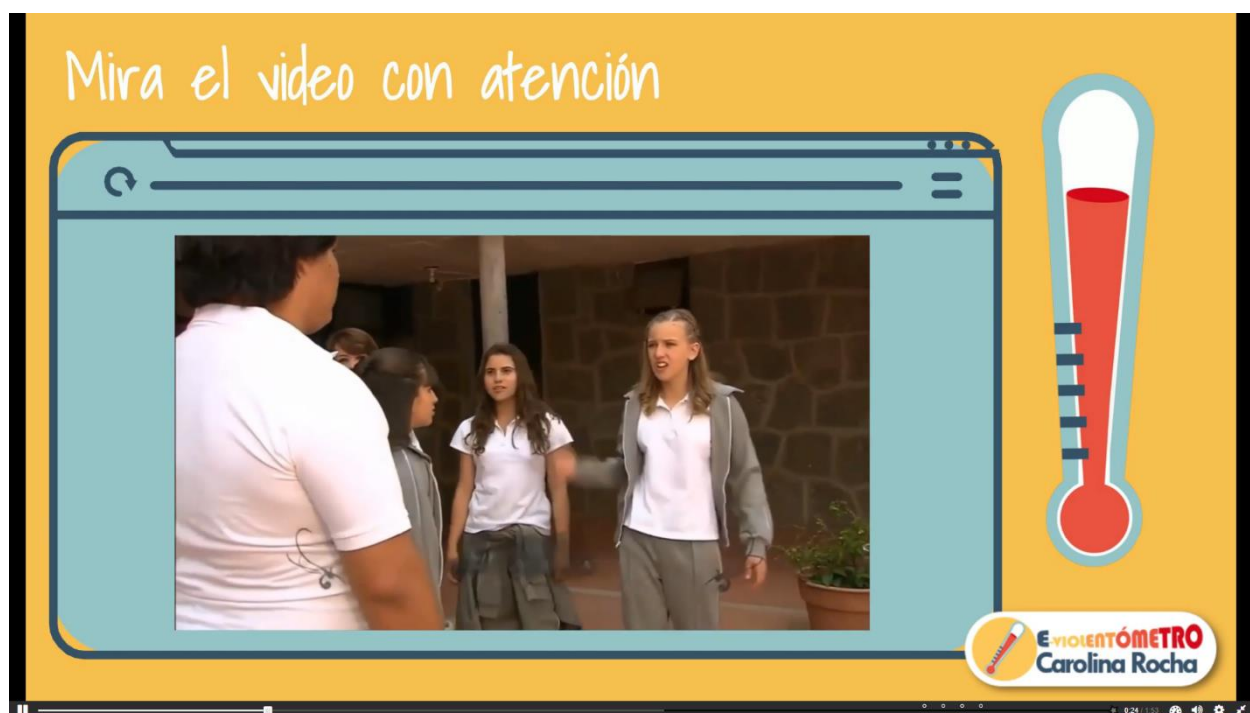 Mira el video con atención
E-VIOLENTÓMETRO
Carolina Rocha
0:24 / 1:53